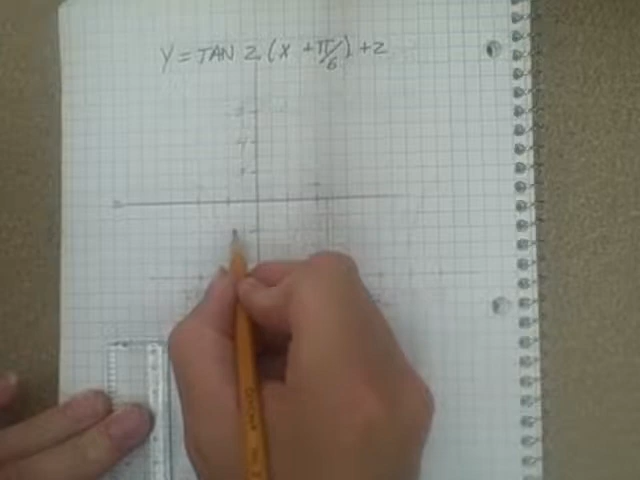 Y = TAN 2 (X + π/6) + 2